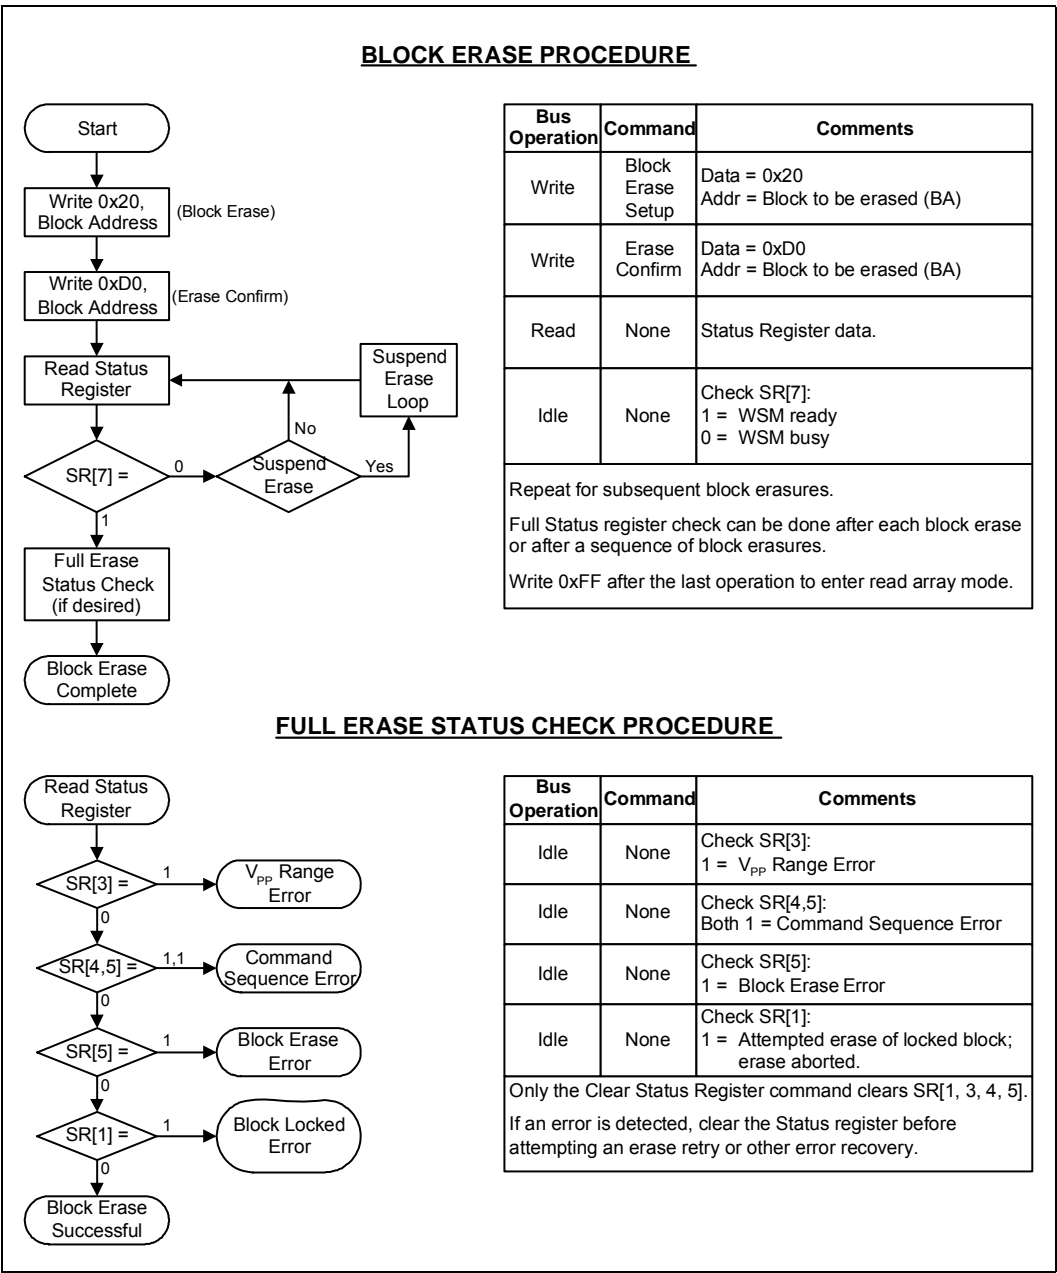 BLOCK ERASE PROCEDURE
Start
Write 0x20,
Block Address
(Block Erase)
Write 0xD0,
Block Address
(Erase Confirm)
Read Status
Register
Suspend
Erase
Loop
No
SR[7] =
0
Suspend
Erase
Yes
1
Full Erase
Status Check
(if desired)
Block Erase
Complete
Bus
Operation
Command
Comments
Write
Block
Erase
Setup
Data = 0x20
Addr = Block to be erased (BA)
Write
Erase
Confirm
Data = 0xD0
Addr = Block to be erased (BA)
Read
None
Status Register data.
Idle
None
Check SR[7]:
1 = WSM ready
0 = WSM busy
Repeat for subsequent block erasures.
Full Status register check can be done after each block erase
or after a sequence of block erasures.
Write 0xFF after the last operation to enter read array mode.
FULL ERASE STATUS CHECK PROCEDURE
Read Status
Register
SR[3] =
1
VPP Range
Error
0
SR[4,5] =
1,1
Command
Sequence Error
0
SR[5] =
1
Block Erase
Error
0
SR[1] =
1
Block Locked
Error
0
Block Erase
Successful
Bus
Operation
Command
Comments
Idle
None
Check SR[3]:
1 = VPP Range Error
Idle
None
Check SR[4,5]:
Both 1 = Command Sequence Error
Idle
None
Check SR[5]:
1 = Block Erase Error
Idle
None
Check SR[1]:
1 = Attempted erase of locked block;
erase aborted.
Only the Clear Status Register command clears SR[1, 3, 4, 5].
If an error is detected, clear the Status register before
attempting an erase retry or other error recovery.